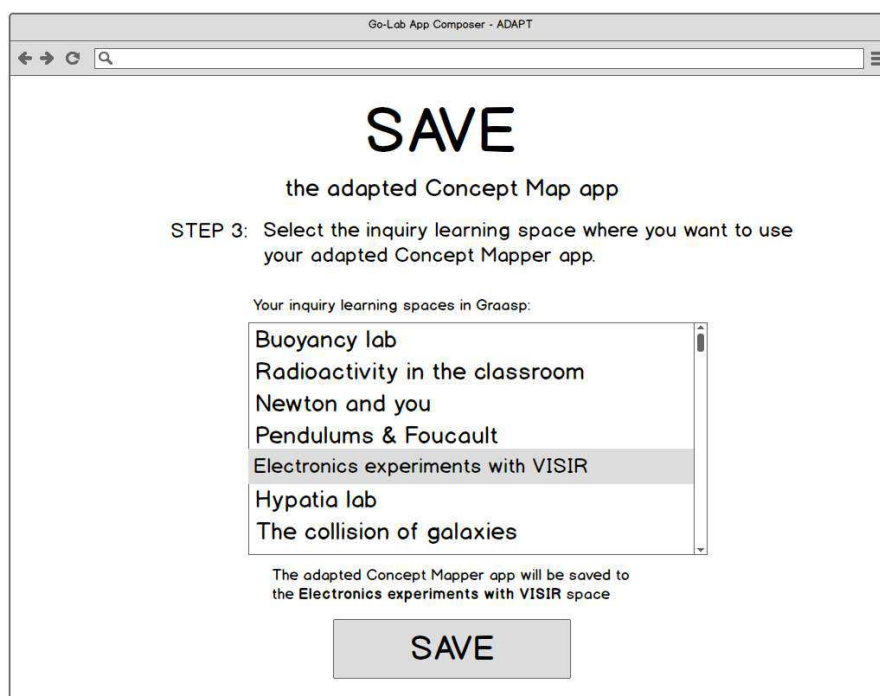 Go-Lab App Composer - ADAPT
SAVE
the adapted Concept Map app
STEP 3: Select the inquiry learning space where you want to use
your adapted Concept Mapper app.
Your inquiry learning spaces in Graasp:
Buoyancy lab
Radioactivity in the classroom
Newton and you
Pendulums & Foucault
Electronics experiments with VISIR
Hypatia lab
The collision of galaxies
The adapted Concept Mapper app will be saved to
the Electronics experiments with VISIR space
SAVE